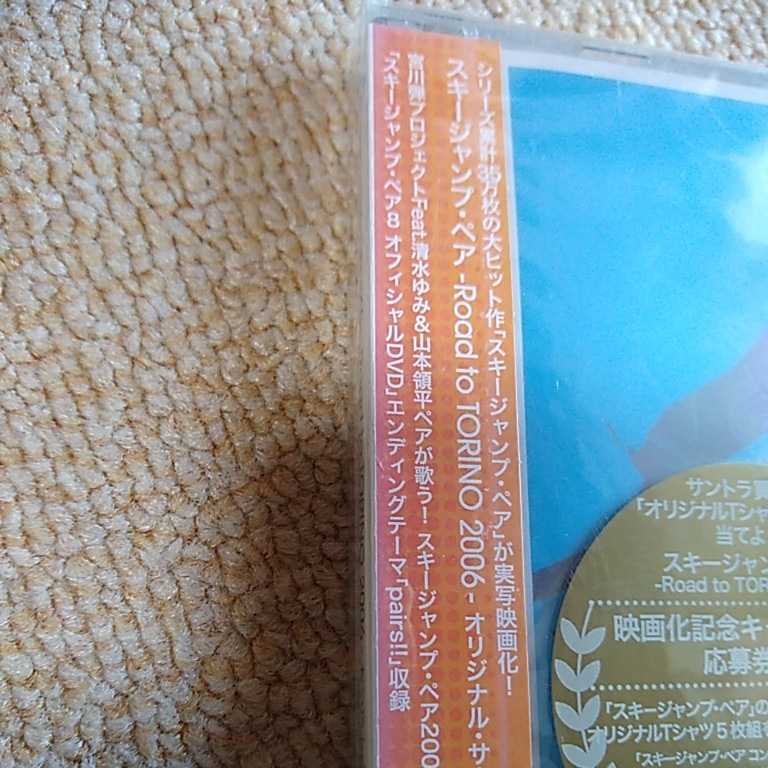 シリーズ累計35万枚の大ヒット作「スキージャンプ・ペア」が実写映画化！
スキージャンプ・ペア -Road to TORINO 2006- オリジナル・サ
宮川弾プロジェクトFeat.清水ゆみ&山本領平ペアが歌う！ スキージャンプ・ペア200
「スキージャンプ・ペア8 オフィシャルDVD」エンディングテーマ「pairs!!」収録
サントラ
「オリジナルTシャ
当てよ
スキージャン
-Road to TOR
映画化記念キ
応募券
「スキージャンプ・ペア」の
オリジナルTシャツ5枚組
「スキージャンプ・ペア コン